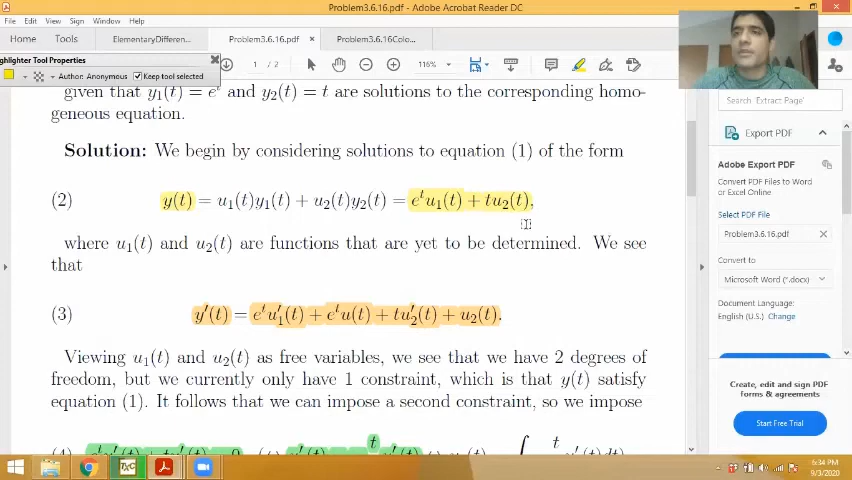 Problem3.6.16.pdf - Adobe Acrobat Reader DC
File Edit View Sign Window Help
Home Tools ElementaryDifferen... Problem3.6.16.pdf × Problem3.6.16Colo...
Highlighter Tool Properties
Author: Anonymous Keep tool selected
1 / 2 116%
given that y₁(t) = eᵗ and y₂(t) = t are solutions to the corresponding homo-
geneous equation.
Solution: We begin by considering solutions to equation (1) of the form
(2) y(t) = u₁(t)y₁(t) + u₂(t)y₂(t) = eᵗu₁(t) + tu₂(t),
where u₁(t) and u₂(t) are functions that are yet to be determined. We see
that
(3) y′(t) = eᵗu₁′(t) + eᵗu(t) + tu₂′(t) + u₂(t).
Viewing u₁(t) and u₂(t) as free variables, we see that we have 2 degrees of
freedom, but we currently only have 1 constraint, which is that y(t) satisfy
equation (1). It follows that we can impose a second constraint, so we impose
(4)
Search 'Extract Page'...
Export PDF
Adobe Export PDF
Convert PDF Files to Word
or Excel Online
Select PDF File
Problem3.6.16.pdf
Convert to
Microsoft Word (*.docx)
Document Language:
English (U.S.) Change
Create, edit and sign PDF
forms & agreements
Start Free Trial
6:34 PM
9/3/2020